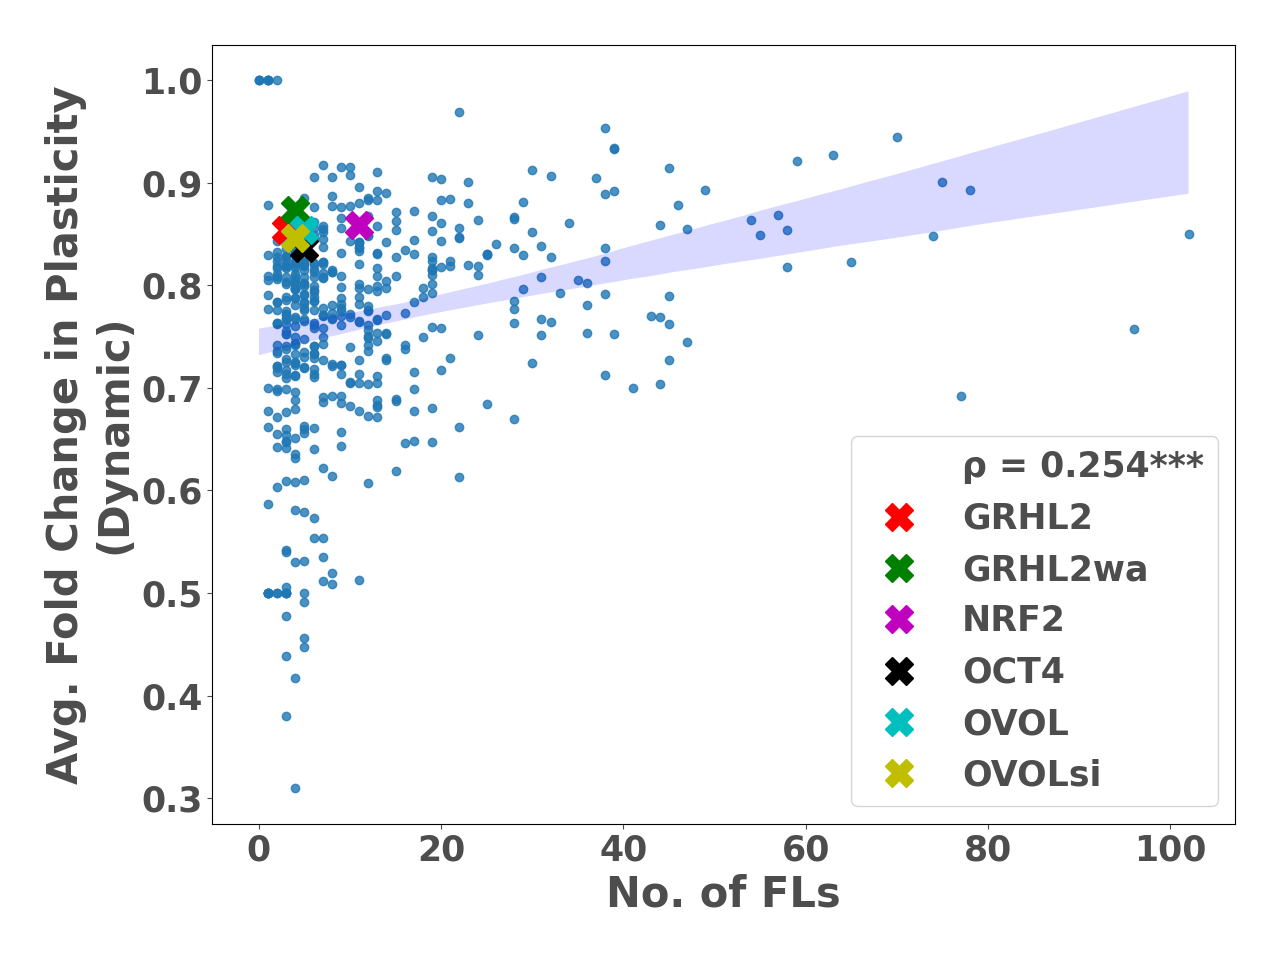 Avg. Fold Change in Plasticity
(Dynamic)
1.0
0.9
0.8
0.7
0.6
0.5
0.4
0.3
ρ = 0.254***
GRHL2
GRHL2wa
NRF2
OCT4
OVOL
OVOLsi
0 20 40 60 80 100
No. of FLs